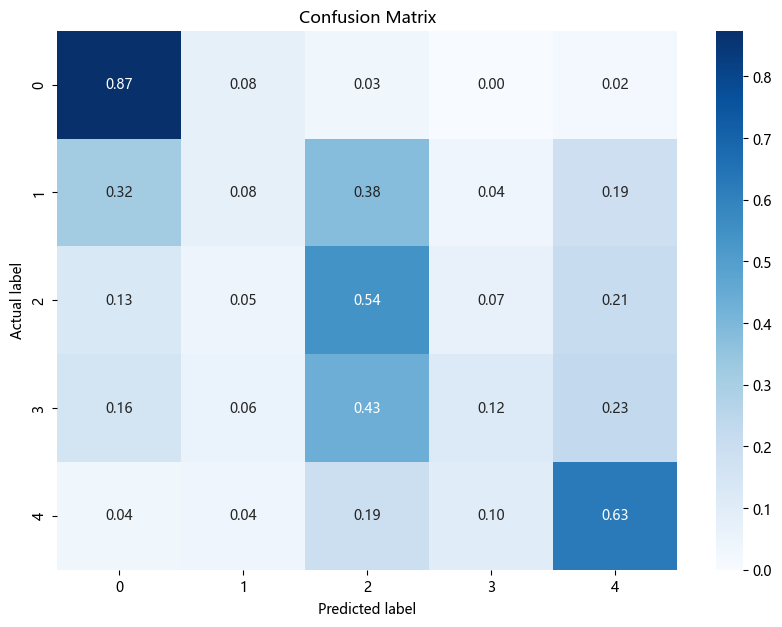 Confusion Matrix
0 0.87 0.08 0.03 0.00 0.02
1 0.32 0.08 0.38 0.04 0.19
2 0.13 0.05 0.54 0.07 0.21
3 0.16 0.06 0.43 0.12 0.23
4 0.04 0.04 0.19 0.10 0.63
0 1 2 3 4
Predicted label
Actual label
0.8
0.7
0.6
0.5
0.4
0.3
0.2
0.1
0.0